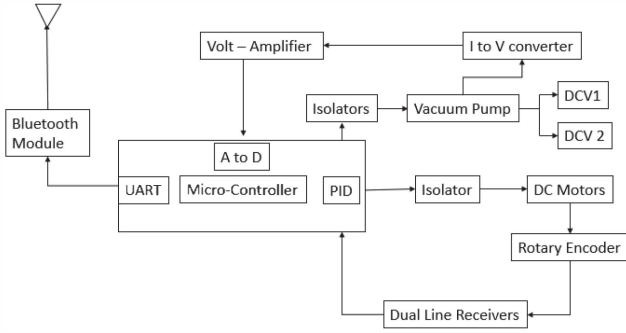 Volt – Amplifier
I to V converter
Isolators
Vacuum Pump
DCV1
DCV 2
Bluetooth
Module
A to D
UART
Micro-Controller
PID
Isolator
DC Motors
Rotary Encoder
Dual Line Receivers